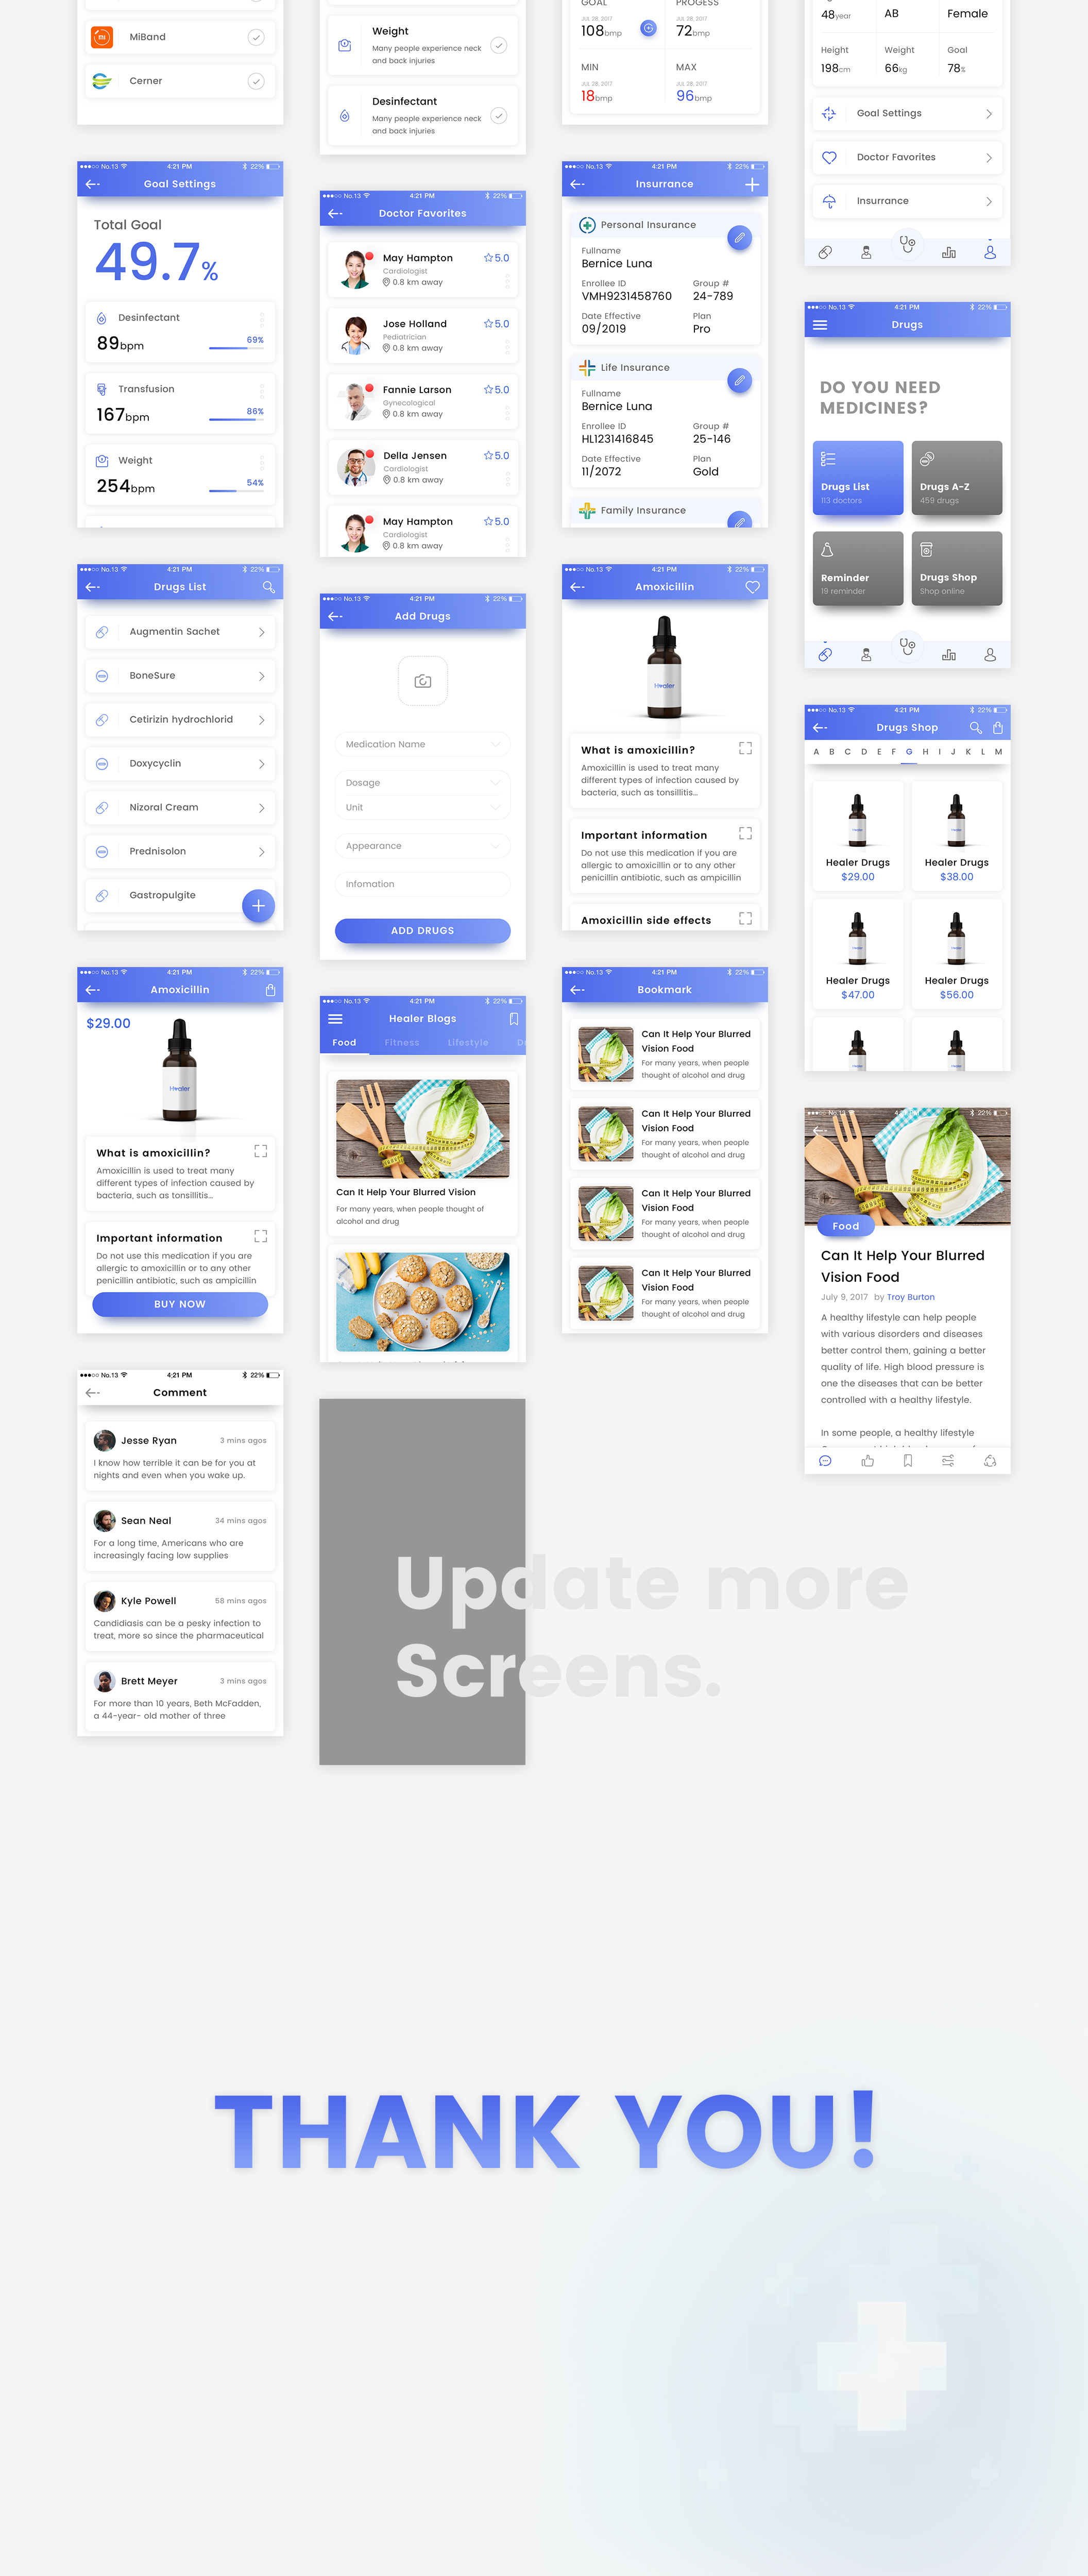 MiBand
Cerner
Weight
Many people experience neck
and back injuries
Desinfectant
Many people experience neck
and back injuries
GOAL
JUL 28, 2017
108bmp
PROGESS
JUL 28, 2017
72bmp
MIN
JUL 28, 2017
18bmp
MAX
JUL 28, 2017
96bmp
48year
AB
Female
Height
198cm
Weight
66kg
Goal
78%
Goal Settings
Doctor Favorites
Insurrance
No.13 4:21 PM 22%
Goal Settings
Total Goal
49.7%
Desinfectant
89bpm
69%
Transfusion
167bpm
86%
Weight
254bpm
54%
No.13 4:21 PM 22%
Doctor Favorites
May Hampton 5.0
Cardiologist
0.8 km away
Jose Holland 5.0
Pediatrician
0.8 km away
Fannie Larson 5.0
Gynecological
0.8 km away
Della Jensen 5.0
Cardiologist
0.8 km away
May Hampton 5.0
Cardiologist
0.8 km away
No.13 4:21 PM 22%
Insurrance
Personal Insurance
Fullname
Bernice Luna
Enrollee ID Group #
VMH9231458760 24-789
Date Effective Plan
09/2019 Pro
Life Insurance
Fullname
Bernice Luna
Enrollee ID Group #
HL1231416845 25-146
Date Effective Plan
11/2072 Gold
Family Insurance
No.13 4:21 PM 22%
Drugs
DO YOU NEED
MEDICINES?
Drugs List
113 doctors
Drugs A-Z
459 drugs
Reminder
19 reminder
Drugs Shop
Shop online
No.13 4:21 PM 22%
Drugs List
Augmentin Sachet
BoneSure
Cetirizin hydrochlorid
Doxycyclin
Nizoral Cream
Prednisolon
Gastropulgite
No.13 4:21 PM 22%
Add Drugs
Medication Name
Dosage
Unit
Appearance
Infomation
ADD DRUGS
No.13 4:21 PM 22%
Amoxicillin
Healer
What is amoxicillin?
Amoxicillin is used to treat many
different types of infection caused by
bacteria, such as tonsillitis...
Important information
Do not use this medication if you are
allergic to amoxicillin or to any other
penicillin antibiotic, such as ampicillin
Amoxicillin side effects
No.13 4:21 PM 22%
Drugs Shop
A B C D E F G H I J K L M
Healer Drugs
$29.00
Healer Drugs
$38.00
Healer Drugs
$47.00
Healer Drugs
$56.00
No.13 4:21 PM 22%
Amoxicillin
$29.00
Healer
What is amoxicillin?
Amoxicillin is used to treat many
different types of infection caused by
bacteria, such as tonsillitis...
Important information
Do not use this medication if you are
allergic to amoxicillin or to any other
penicillin antibiotic, such as ampicillin
BUY NOW
No.13 4:21 PM 22%
Healer Blogs
Food Fitness Lifestyle
Can It Help Your Blurred Vision
For many years, when people thought of
alcohol and drug
No.13 4:21 PM 22%
Bookmark
Can It Help Your Blurred
Vision Food
For many years, when people
thought of alcohol and drug
Can It Help Your Blurred
Vision Food
For many years, when people
thought of alcohol and drug
Can It Help Your Blurred
Vision Food
For many years, when people
thought of alcohol and drug
Can It Help Your Blurred
Vision Food
For many years, when people
thought of alcohol and drug
No.13 4:21 PM 22%
Food
Can It Help Your Blurred
Vision Food
July 9, 2017 by Troy Burton
A healthy lifestyle can help people
with various disorders and diseases
better control them, gaining a better
quality of life. High blood pressure is
one the diseases that can be better
controlled with a healthy lifestyle.
In some people, a healthy lifestyle
No.13 4:21 PM 22%
Comment
Jesse Ryan 3 mins agos
I know how terrible it can be for you at
nights and even when you wake up.
Sean Neal 34 mins agos
For a long time, Americans who are
increasingly facing low supplies
Kyle Powell 58 mins agos
Candidiasis can be a pesky infection to
treat, more so since the pharmaceutical
Brett Meyer 3 mins agos
For more than 10 years, Beth McFadden,
a 44-year- old mother of three
Update more
Screens.
THANK YOU!